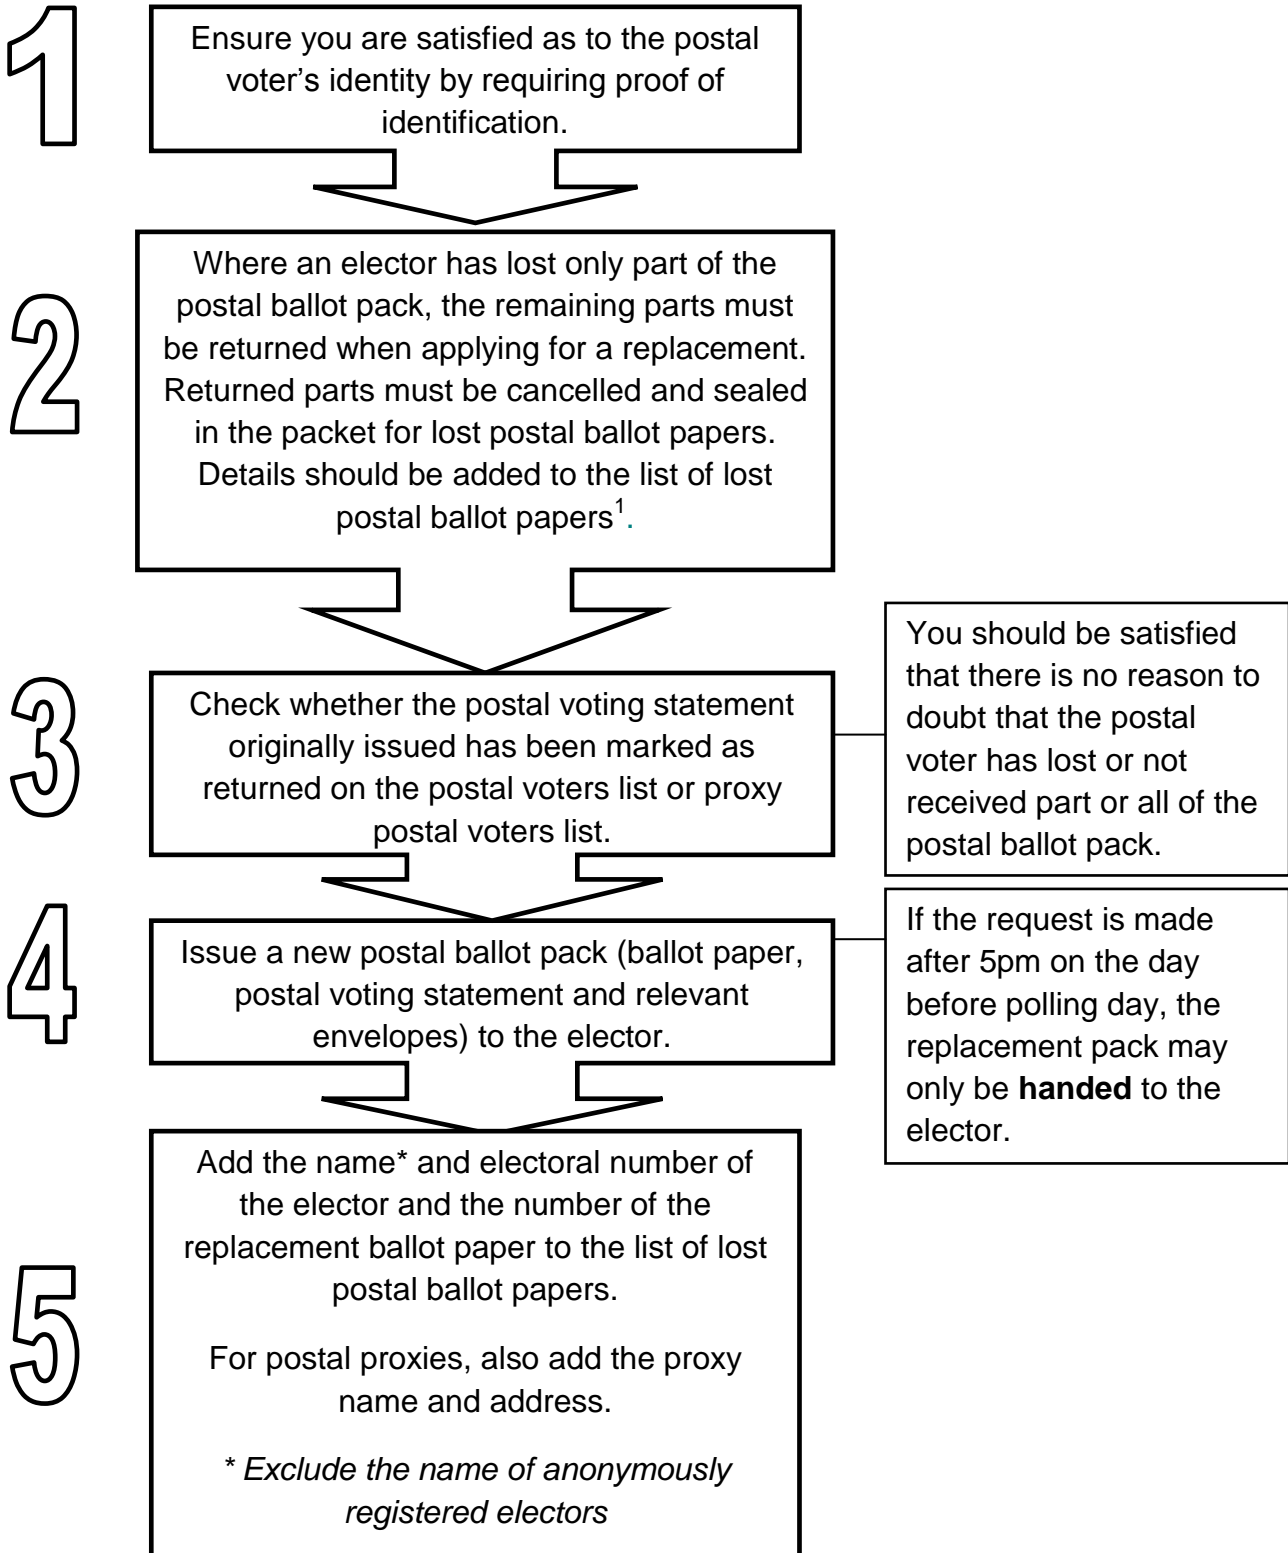 1
Ensure you are satisfied as to the postal
voter’s identity by requiring proof of
identification.
2
Where an elector has lost only part of the
postal ballot pack, the remaining parts must
be returned when applying for a replacement.
Returned parts must be cancelled and sealed
in the packet for lost postal ballot papers.
Details should be added to the list of lost
postal ballot papers¹.
3
Check whether the postal voting statement
originally issued has been marked as
returned on the postal voters list or proxy
postal voters list.
You should be satisfied
that there is no reason to
doubt that the postal
voter has lost or not
received part or all of the
postal ballot pack.
4
Issue a new postal ballot pack (ballot paper,
postal voting statement and relevant
envelopes) to the elector.
If the request is made
after 5pm on the day
before polling day, the
replacement pack may
only be handed to the
elector.
5
Add the name* and electoral number of
the elector and the number of the
replacement ballot paper to the list of lost
postal ballot papers.
For postal proxies, also add the proxy
name and address.
* Exclude the name of anonymously
registered electors